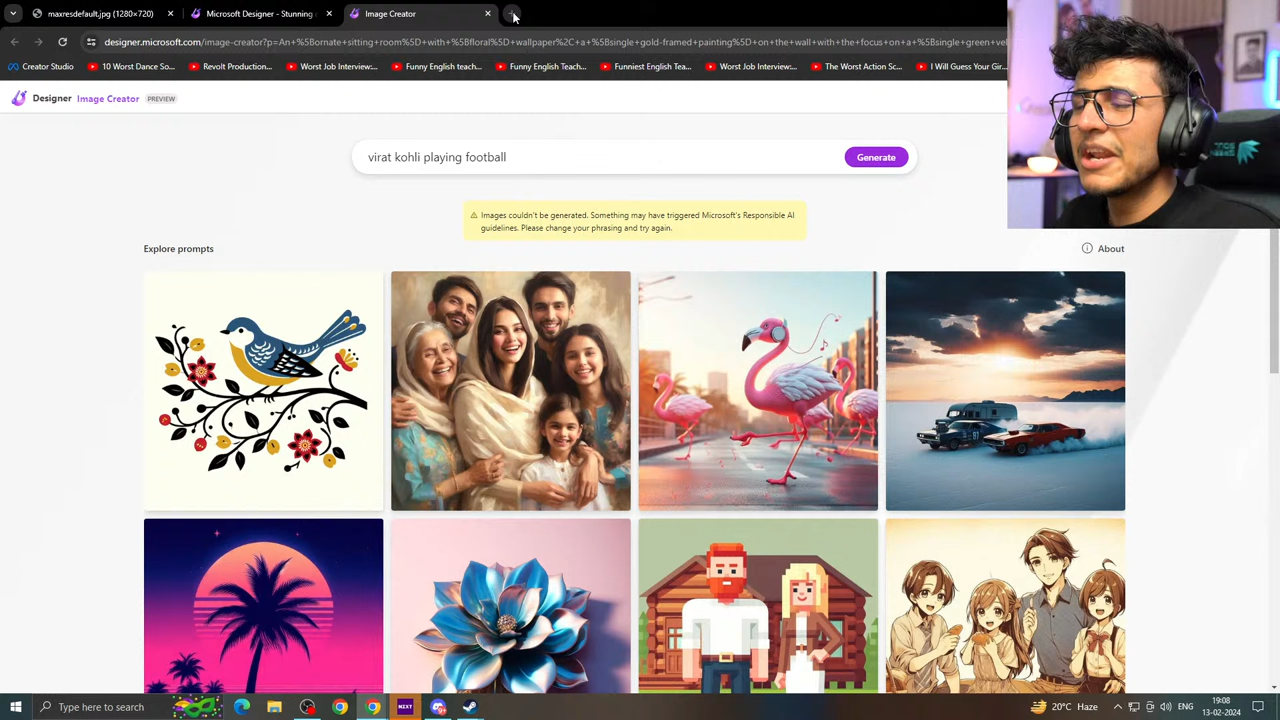 maxresdefault.jpg (1280×720)
Microsoft Designer - Stunning
Image Creator
designer.microsoft.com/image-creator?p=An+%5Bornate+sitting+room%5D+with+%5Bfloral%5D+wallpaper%2C+a+%5Bsingle+gold-framed+painting%5D+on+the+wall+with+the+focus+on+a+%5Bsingle+green+vel
Creator Studio
10 Worst Dance So...
Revolt Production...
Worst Job Interview:...
Funny English teach...
Funny English Teach...
Funniest English Tea...
Worst Job Interview:...
The Worst Action Sc...
I Will Guess Your Gir...
Designer Image Creator PREVIEW
virat kohli playing football
Generate
Images couldn't be generated. Something may have triggered Microsoft's Responsible AI
guidelines. Please change your phrasing and try again.
Explore prompts
About
Type here to search
NIXT
20°C Haze
ENG
19:08
13-02-2024